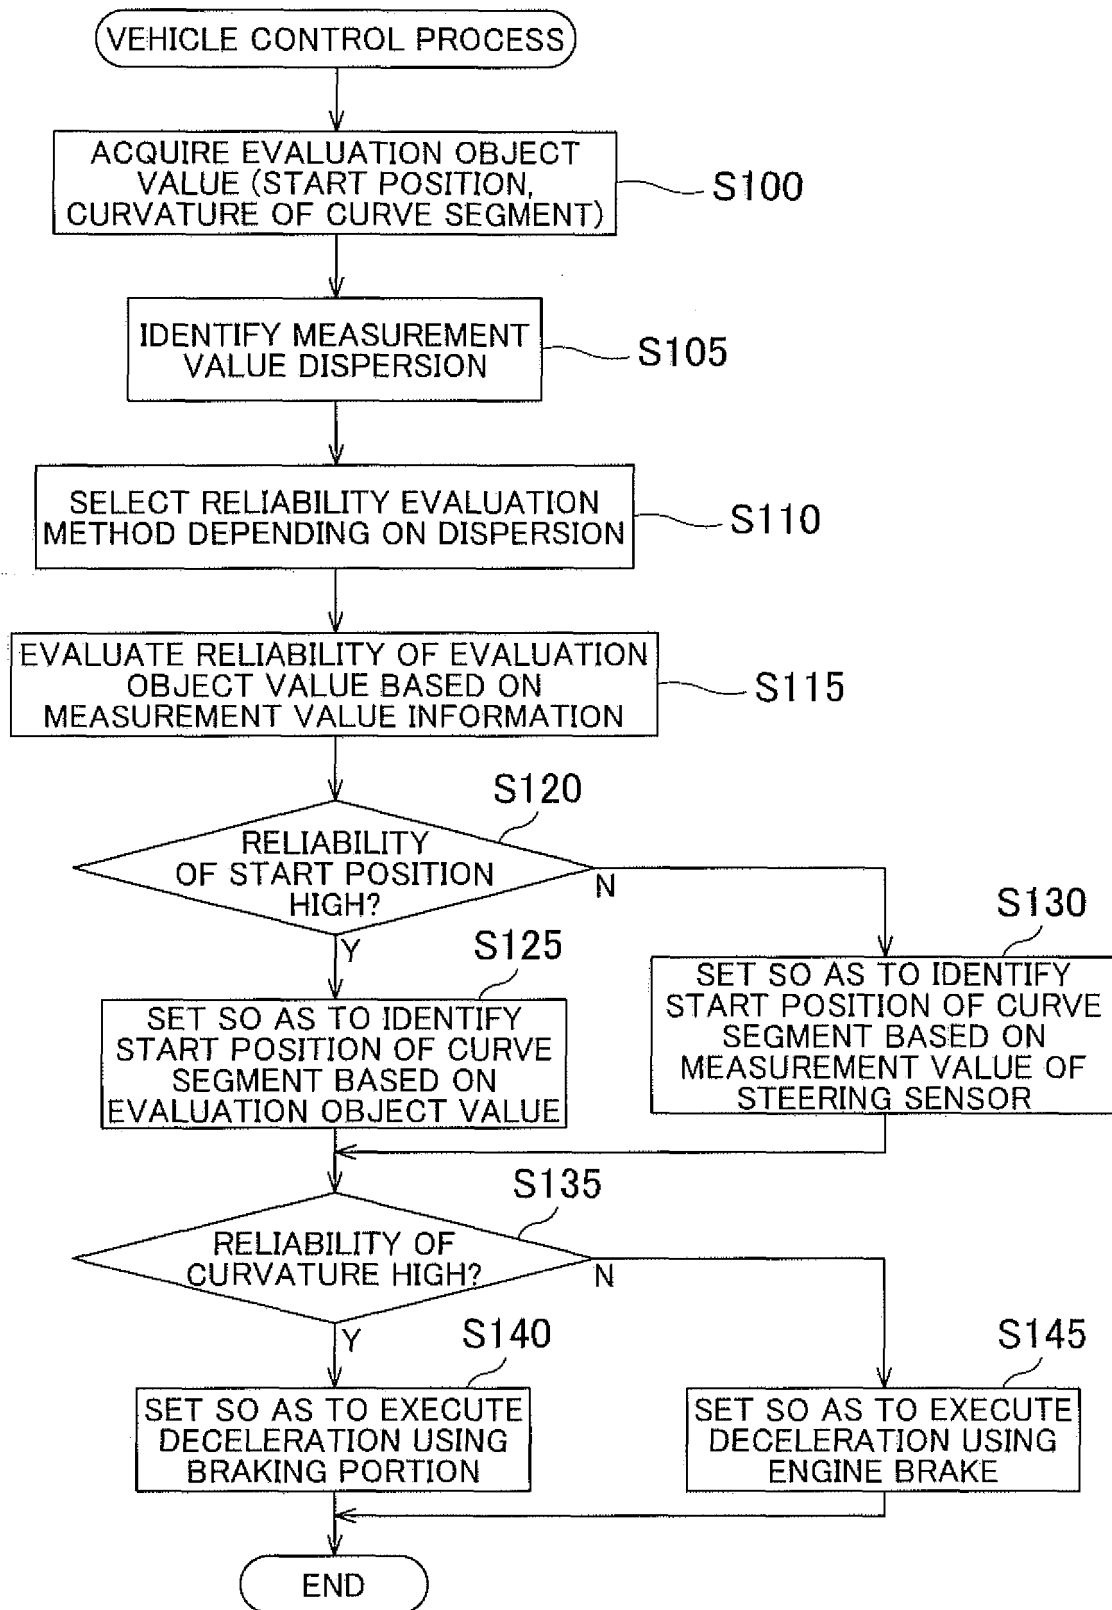 VEHICLE CONTROL PROCESS
ACQUIRE EVALUATION OBJECT
VALUE (START POSITION,
CURVATURE OF CURVE SEGMENT)
S100
IDENTIFY MEASUREMENT
VALUE DISPERSION
S105
SELECT RELIABILITY EVALUATION
METHOD DEPENDING ON DISPERSION
S110
EVALUATE RELIABILITY OF EVALUATION
OBJECT VALUE BASED ON
MEASUREMENT VALUE INFORMATION
S115
S120
RELIABILITY
OF START POSITION
HIGH?
N
Y
S125
SET SO AS TO IDENTIFY
START POSITION OF CURVE
SEGMENT BASED ON
EVALUATION OBJECT VALUE
S130
SET SO AS TO IDENTIFY
START POSITION OF CURVE
SEGMENT BASED ON
MEASUREMENT VALUE OF
STEERING SENSOR
S135
RELIABILITY OF
CURVATURE HIGH?
N
Y
S140
SET SO AS TO EXECUTE
DECELERATION USING
BRAKING PORTION
S145
SET SO AS TO EXECUTE
DECELERATION USING
ENGINE BRAKE
END